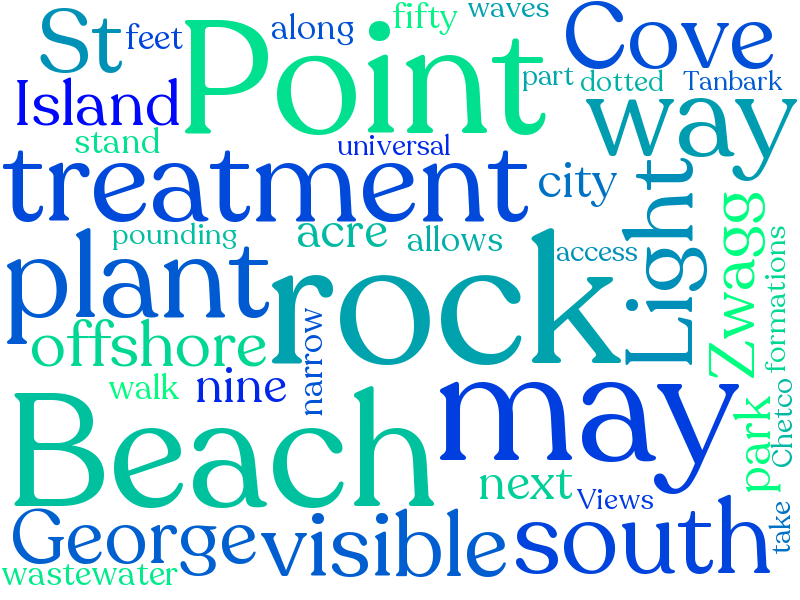 St
feet
Point
along
fifty
waves
Cove
Island
part
dotted
Tanbark
stand
universal
way
treatment
city
Light
Zwagg
pounding
acre
allows
access
formations
plant
rock
offshore
narrow
walk
nine
may
park
Chetco
Beach
next
Views
George
visible
south
take
wastewater